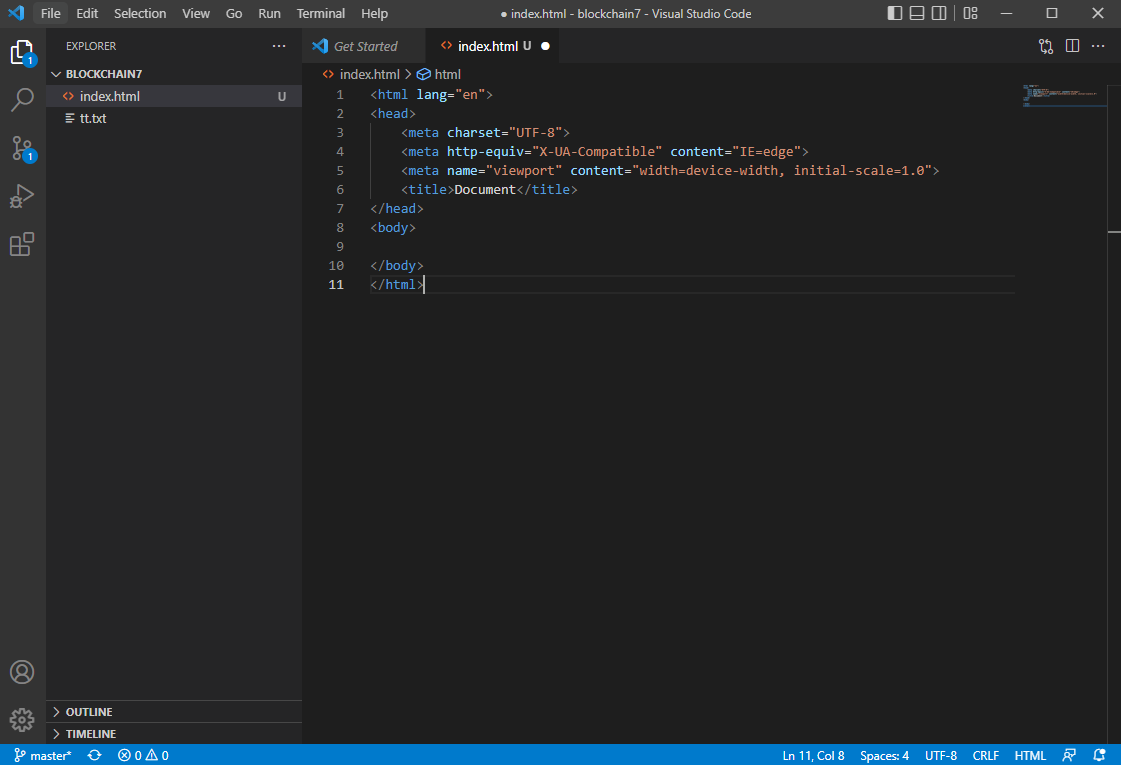 File Edit Selection View Go Run Terminal Help ● index.html - blockchain7 - Visual Studio Code
EXPLORER
Get Started
index.html U
BLOCKCHAIN7
index.html > html
index.html U
tt.txt
1 <html lang="en">
2 <head>
3 <meta charset="UTF-8">
4 <meta http-equiv="X-UA-Compatible" content="IE=edge">
5 <meta name="viewport" content="width=device-width, initial-scale=1.0">
6 <title>Document</title>
7 </head>
8 <body>
9
10 </body>
11 </html>
1
1
OUTLINE
TIMELINE
master* 0 0 Ln 11, Col 8 Spaces: 4 UTF-8 CRLF HTML